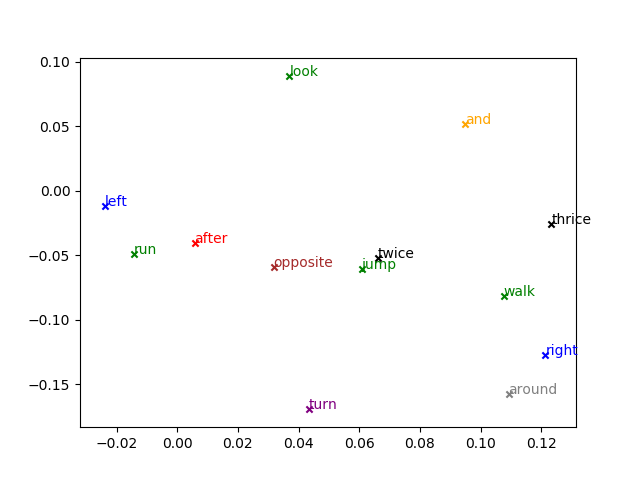 0.10
look
and
0.05
0.00
left
thrice
after
run
twice
−0.05
opposite
jump
walk
−0.10
right
around
−0.15
turn
−0.02
0.00
0.02
0.04
0.06
0.08
0.10
0.12